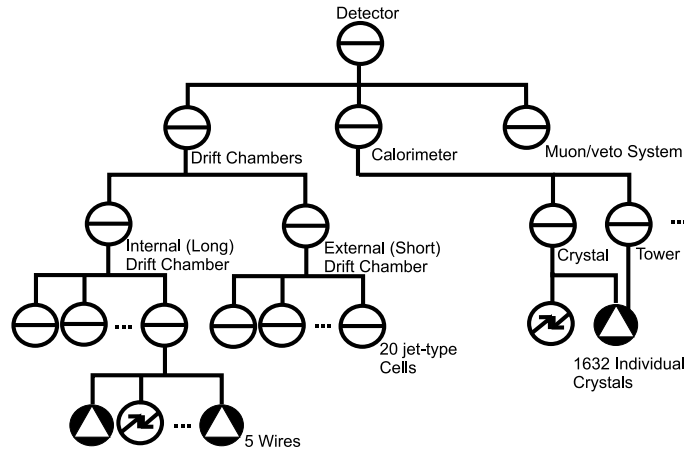 Detector
Drift Chambers
Calorimeter
Muon/veto System
Internal (Long)
Drift Chamber
External (Short)
Drift Chamber
Crystal
Tower
...
...
...
20 jet-type
Cells
1632 Individual
Crystals
...
5 Wires